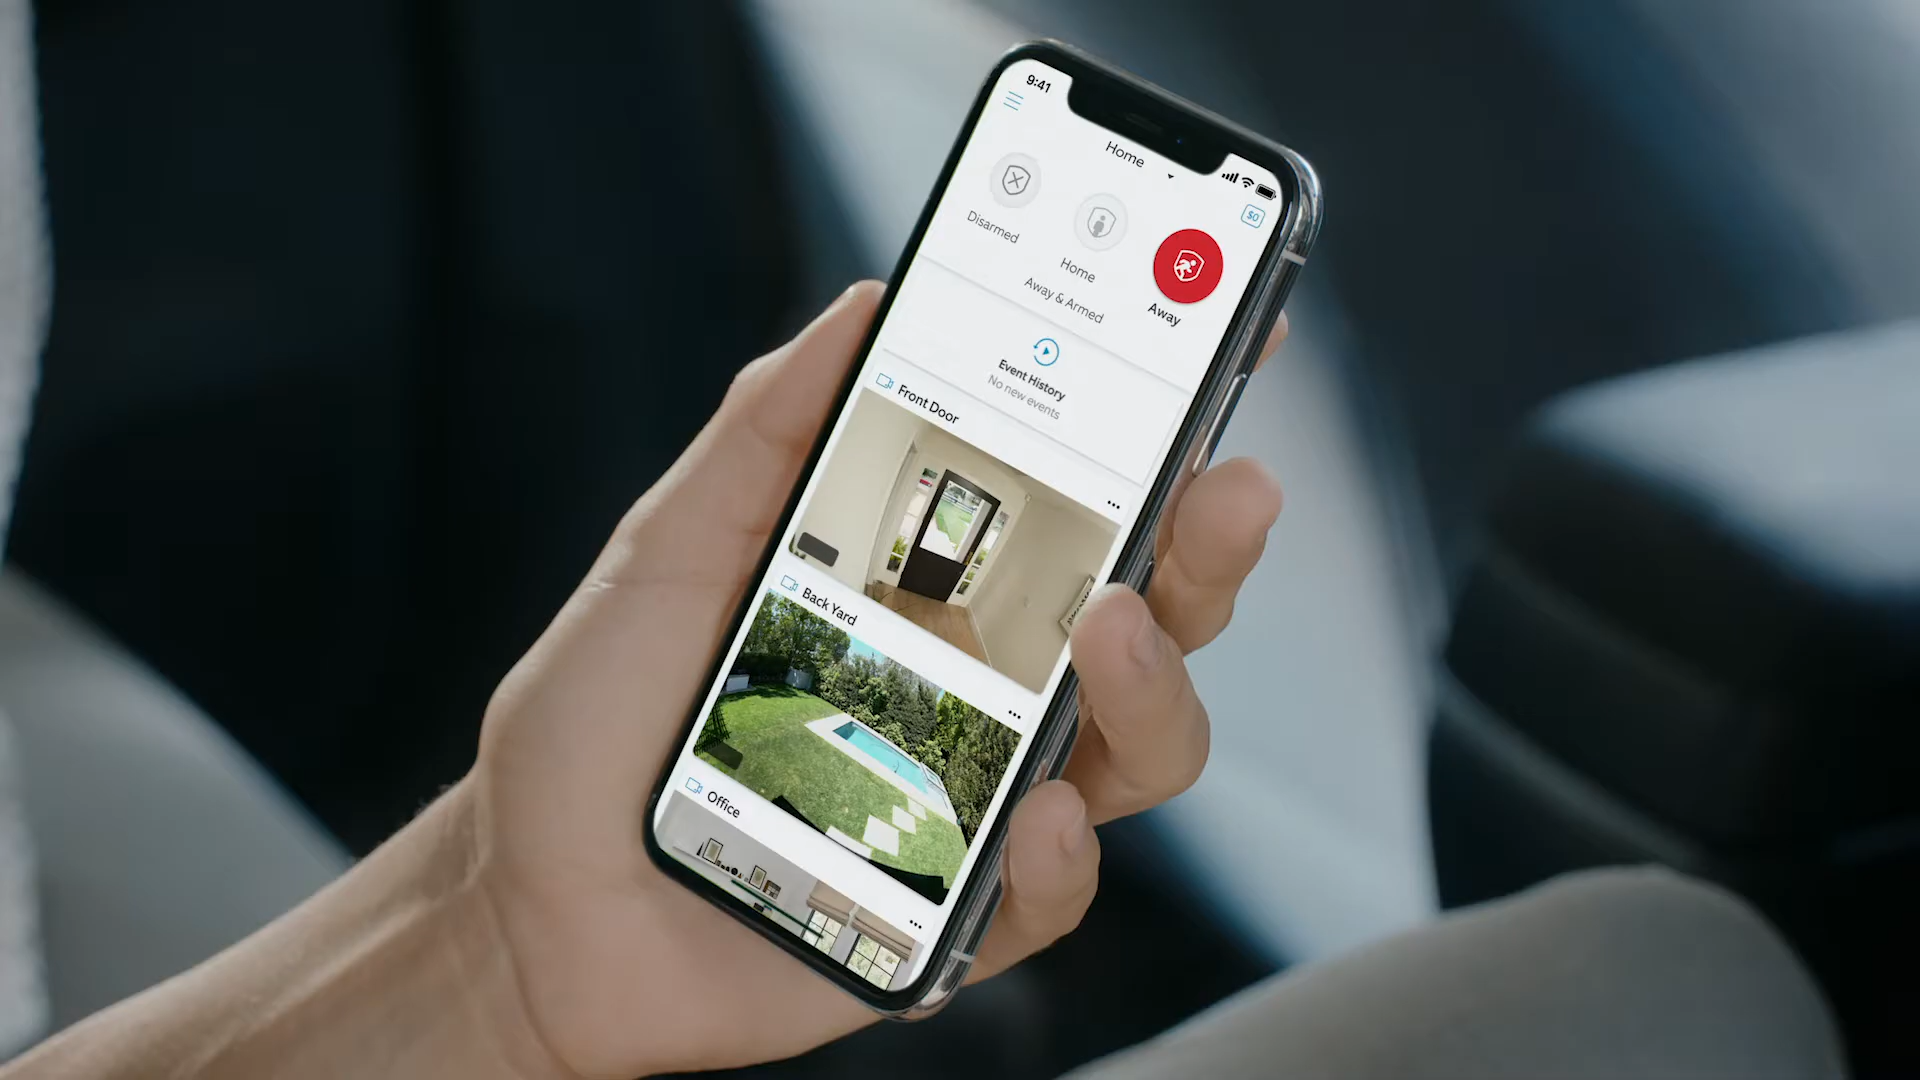 9:41
Home
$0
Disarmed
Home
Away
Away & Armed
Event History
No new events
Front Door
Back Yard
Office